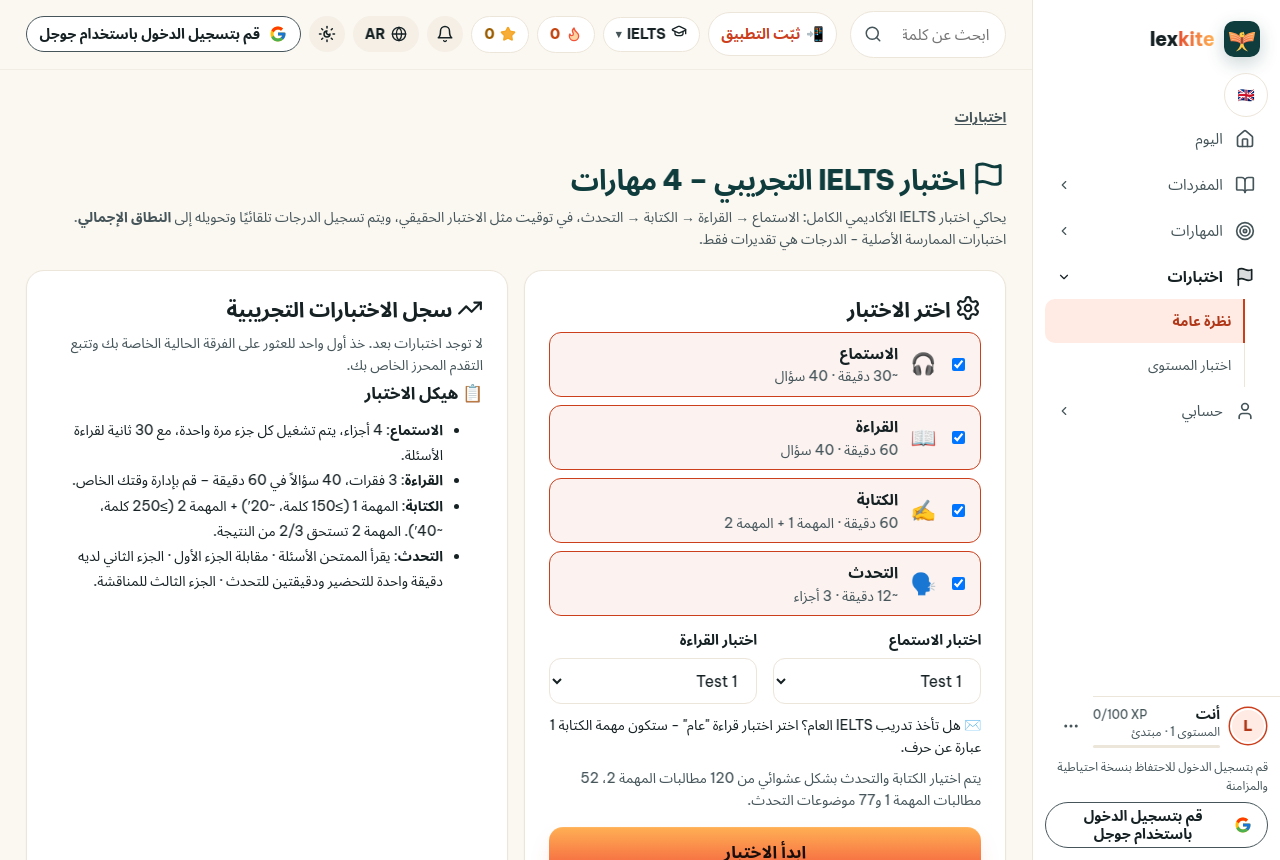 lexkite
اليوم
المفردات
المهارات
اختبارات
نظرة عامة
اختبار المستوى
حسابي
أنت
0/100 XP
المستوى 1 · مبتدئ
L
قم بتسجيل الدخول للاحتفاظ بنسخة احتياطية
والمزامنة
قم بتسجيل الدخول
باستخدام جوجل
ابحث عن كلمة
ثبّت التطبيق
IELTS ▾
0
0
AR
قم بتسجيل الدخول باستخدام جوجل
اختبارات
اختبار IELTS التجريبي – 4 مهارات
يحاكي اختبار IELTS الأكاديمي الكامل: الاستماع → القراءة → الكتابة → التحدث، في توقيت مثل الاختبار الحقيقي، ويتم تسجيل الدرجات تلقائيًا وتحويله إلى النطاق الإجمالي.
اختبارات الممارسة الأصلية – الدرجات هي تقديرات فقط.
اختر الاختبار
الاستماع
~30 دقيقة · 40 سؤال
القراءة
60 دقيقة · 40 سؤال
الكتابة
60 دقيقة · المهمة 1 + المهمة 2
التحدث
~12 دقيقة · 3 أجزاء
اختبار الاستماع
اختبار القراءة
Test 1
Test 1
✉️ هل تأخذ تدريب IELTS العام؟ اختر اختبار قراءة "عام" – ستكون مهمة الكتابة 1
عبارة عن حرف.
يتم اختيار الكتابة والتحدث بشكل عشوائي من 120 مطالبات المهمة 2، 52
مطالبات المهمة 1 و77 موضوعات التحدث.
ابدأ الاختبار
سجل الاختبارات التجريبية
لا توجد اختبارات بعد. خذ أول واحد للعثور على الفرقة الحالية الخاصة بك وتتبع
التقدم المحرز الخاص بك.
📋 هيكل الاختبار
الاستماع: 4 أجزاء، يتم تشغيل كل جزء مرة واحدة، مع 30 ثانية لقراءة
الأسئلة.
القراءة: 3 فقرات، 40 سؤالاً في 60 دقيقة – قم بإدارة وقتك الخاص.
الكتابة: المهمة 1 (≥150 كلمة، ~20′) + المهمة 2 (≥250 كلمة،
~40′). المهمة 2 تستحق 2/3 من النتيجة.
التحدث: يقرأ الممتحن الأسئلة · مقابلة الجزء الأول · الجزء الثاني لديه
دقيقة واحدة للتحضير ودقيقتين للتحدث · الجزء الثالث للمناقشة.